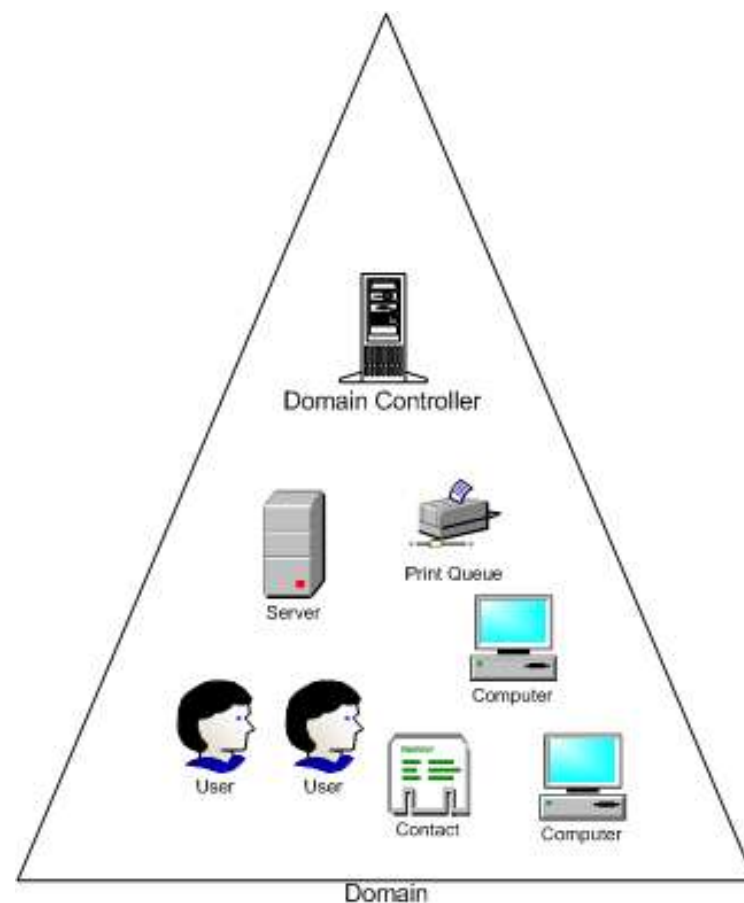 Domain Controller
Print Queue
Server
Computer
User
User
Contact
Computer
Domain